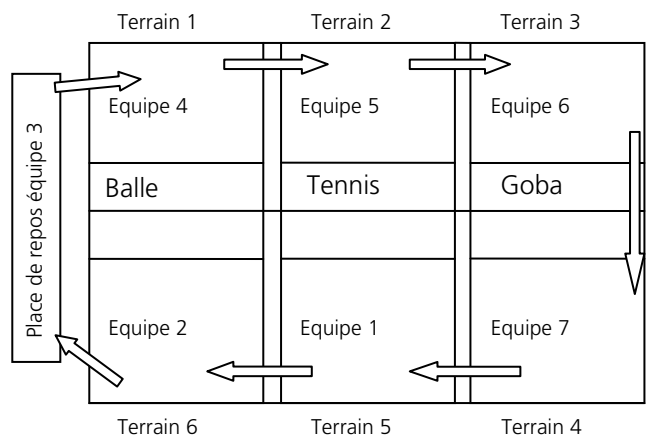 Terrain 1 Terrain 2 Terrain 3
Equipe 4 Equipe 5 Equipe 6
Place de repos équipe 3
Balle Tennis Goba
Equipe 2 Equipe 1 Equipe 7
Terrain 6 Terrain 5 Terrain 4